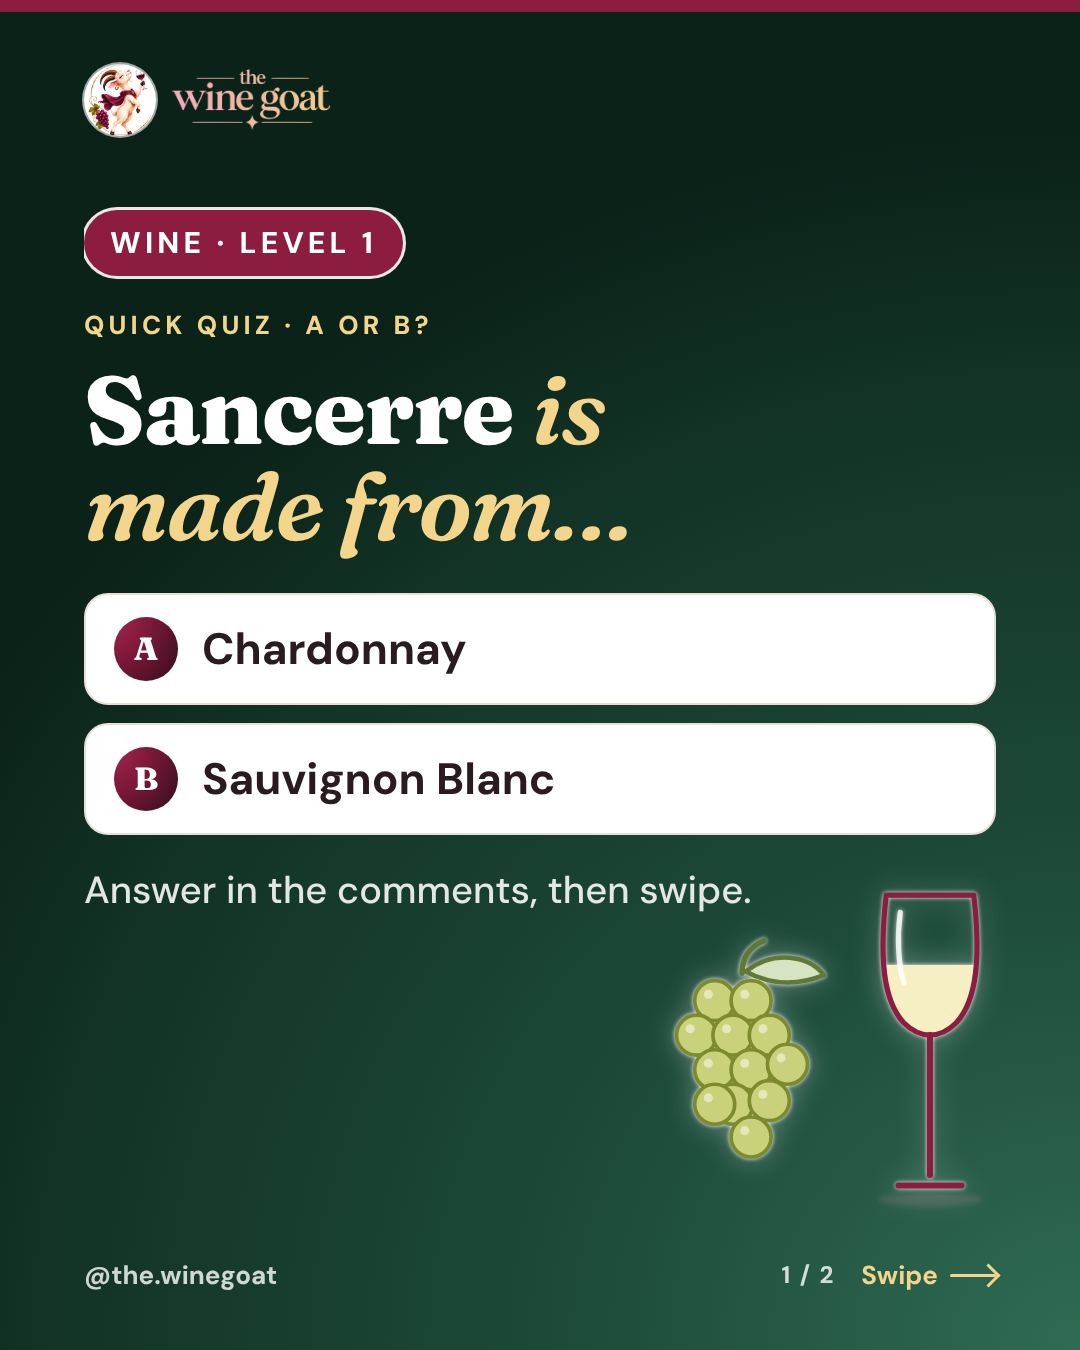 the
wine goat
WINE · LEVEL 1
QUICK QUIZ · A OR B?
Sancerre is
made from...
A Chardonnay
B Sauvignon Blanc
Answer in the comments, then swipe.
@the.winegoat
1 / 2 Swipe →